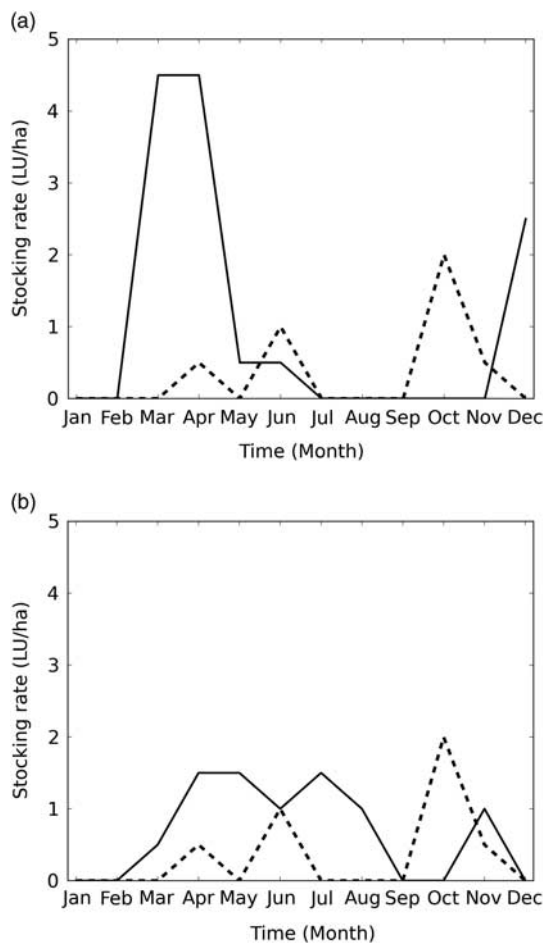 (a)
5
4
3
2
1
0
Stocking rate (LU/ha)
Jan Feb Mar Apr May Jun Jul Aug Sep Oct Nov Dec
Time (Month)
(b)
5
4
3
2
1
0
Stocking rate (LU/ha)
Jan Feb Mar Apr May Jun Jul Aug Sep Oct Nov Dec
Time (Month)